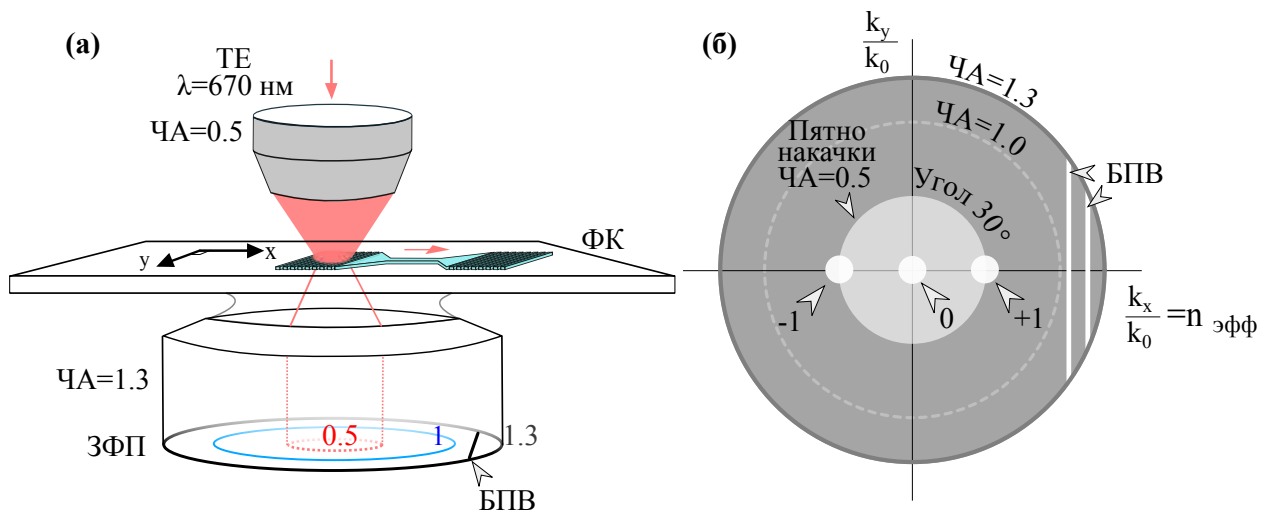 (а)
ТЕ
λ=670 нм
ЧА=0.5
ФК
y
x
ЧА=1.3
0.5
1
1.3
ЗФП
БПВ
(б)
k_y
k_0
ЧА=1.3
ЧА=1.0
Пятно
накачки
ЧА=0.5
Угол 30°
БПВ
-1
0
+1
k_x
k_0 =n эфф